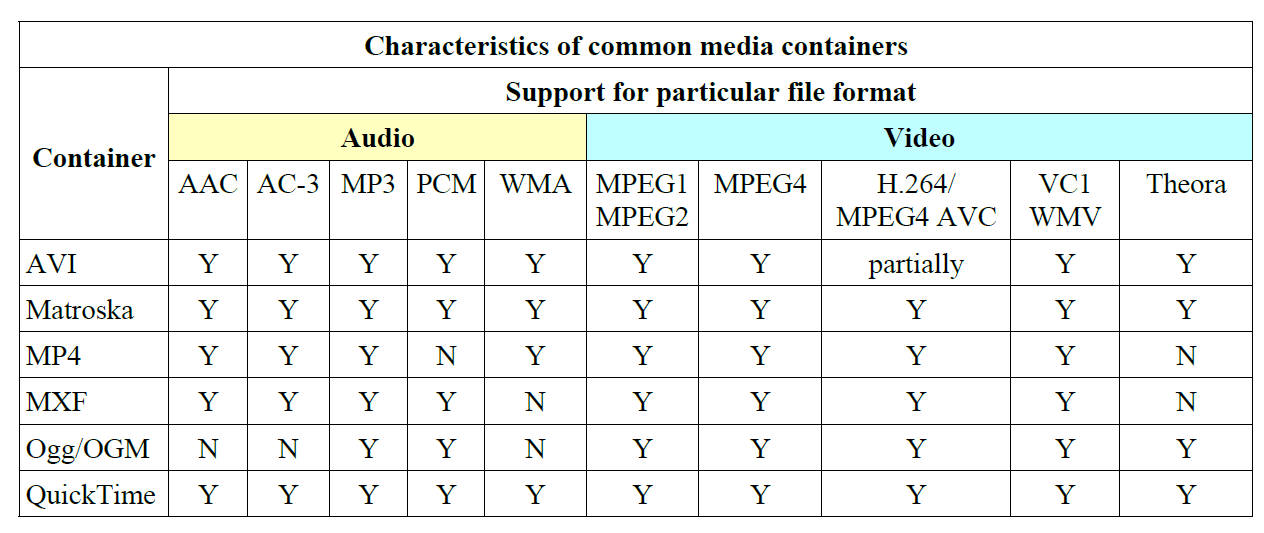 Characteristics of common media containers
Container
Support for particular file format
Audio Video
AAC AC-3 MP3 PCM WMA MPEG1 MPEG2 MPEG4 H.264/ MPEG4 AVC VC1 WMV Theora
AVI Y Y Y Y Y Y Y partially Y Y
Matroska Y Y Y Y Y Y Y Y Y Y
MP4 Y Y Y N Y Y Y Y Y N
MXF Y Y Y Y N Y Y Y Y N
Ogg/OGM N N Y Y N Y Y Y Y Y
QuickTime Y Y Y Y Y Y Y Y Y Y